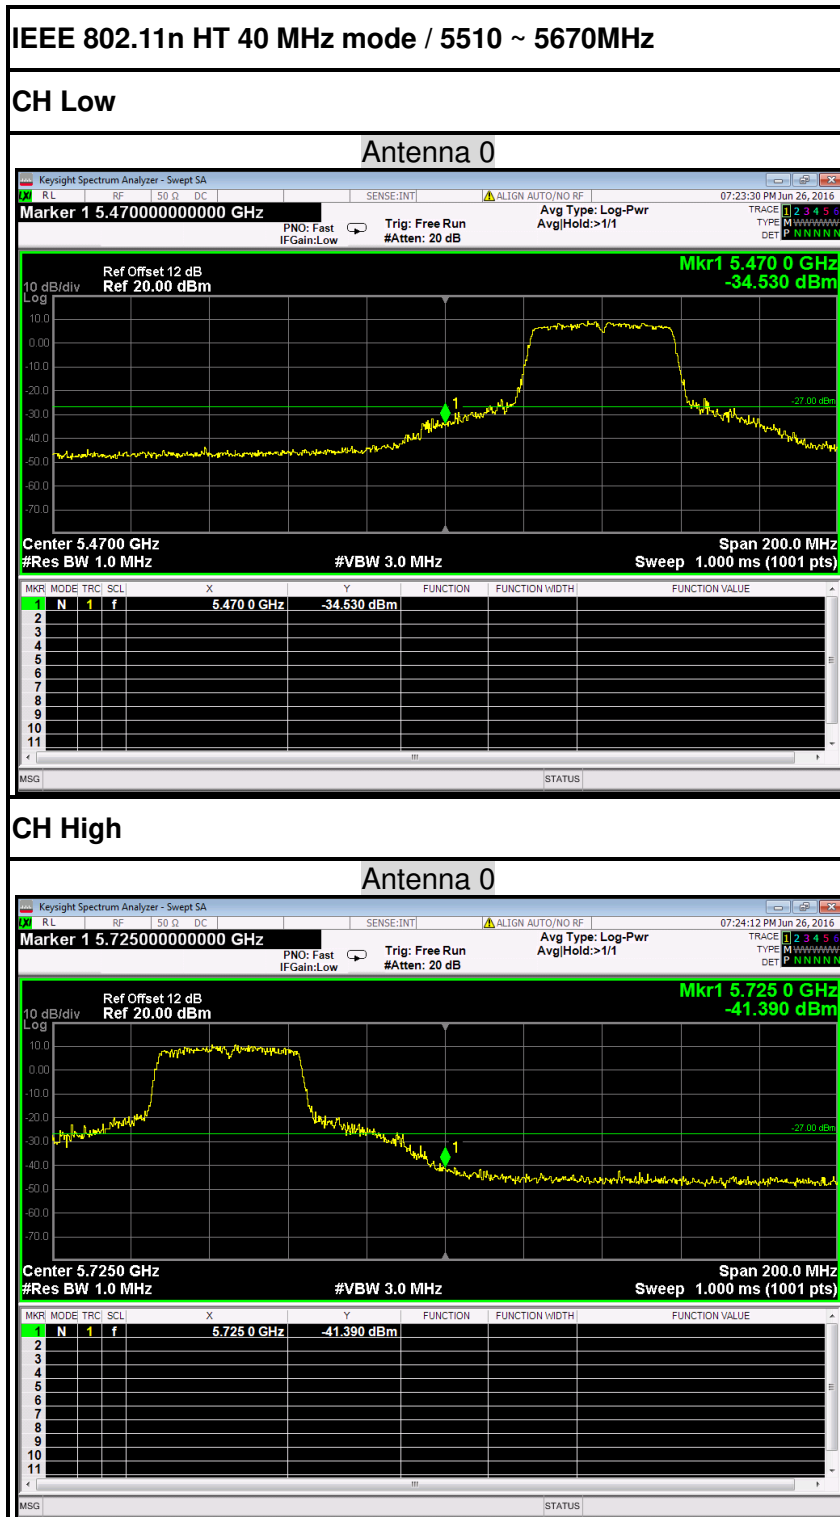 IEEE 802.11n HT 40 MHz mode / 5510 ~ 5670MHz
CH Low
Antenna 0
Keysight Spectrum Analyzer - Swept SA
RL RF 50 Ω DC SENSE:INT ALIGN AUTO/NO RF 07:23:30 PM Jun 26, 2016
Marker 1 5.470000000000 GHz
PNO: Fast
IFGain:Low
Trig: Free Run
#Atten: 20 dB
Avg Type: Log-Pwr
Avg|Hold:>1/1
TRACE 1 2 3 4 5 6
TYPE M WWWWW
DET P N N N N N
Mkr1 5.470 0 GHz
-34.530 dBm
Ref Offset 12 dB
10 dB/div Ref 20.00 dBm
Log
10.0
0.00
-10.0
-20.0
-30.0
-40.0
-50.0
-60.0
-70.0
1
-27.00 dBm
Center 5.4700 GHz Span 200.0 MHz
#Res BW 1.0 MHz #VBW 3.0 MHz Sweep 1.000 ms (1001 pts)
MKR MODE TRC SCL X Y FUNCTION FUNCTION WIDTH FUNCTION VALUE
1 N 1 f 5.470 0 GHz -34.530 dBm
2
3
4
5
6
7
8
9
10
11
MSG STATUS
CH High
Antenna 0
Keysight Spectrum Analyzer - Swept SA
RL RF 50 Ω DC SENSE:INT ALIGN AUTO/NO RF 07:24:12 PM Jun 26, 2016
Marker 1 5.725000000000 GHz
PNO: Fast
IFGain:Low
Trig: Free Run
#Atten: 20 dB
Avg Type: Log-Pwr
Avg|Hold:>1/1
TRACE 1 2 3 4 5 6
TYPE M WWWWW
DET P N N N N N
Mkr1 5.725 0 GHz
-41.390 dBm
Ref Offset 12 dB
10 dB/div Ref 20.00 dBm
Log
10.0
0.00
-10.0
-20.0
-30.0
-40.0
-50.0
-60.0
-70.0
1
-27.00 dBm
Center 5.7250 GHz Span 200.0 MHz
#Res BW 1.0 MHz #VBW 3.0 MHz Sweep 1.000 ms (1001 pts)
MKR MODE TRC SCL X Y FUNCTION FUNCTION WIDTH FUNCTION VALUE
1 N 1 f 5.725 0 GHz -41.390 dBm
2
3
4
5
6
7
8
9
10
11
MSG STATUS